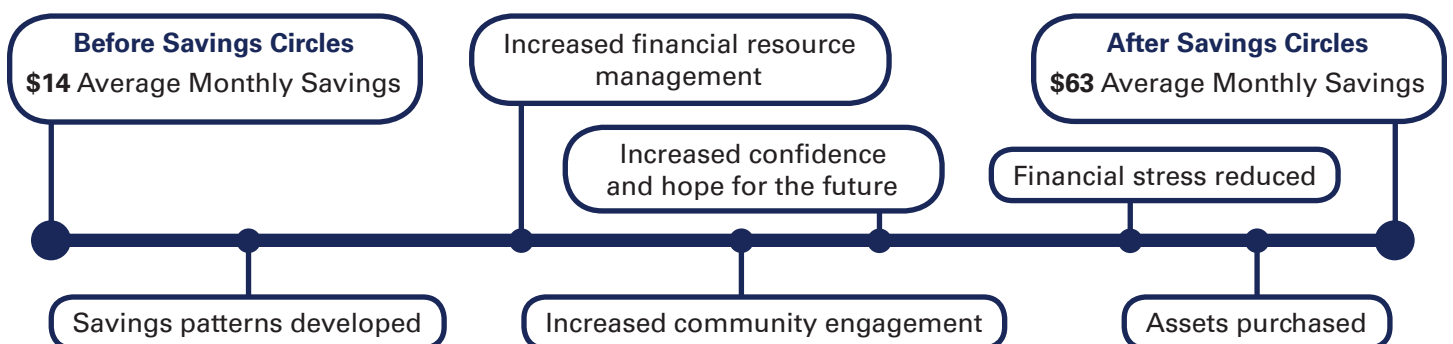 Before Savings Circles
$14 Average Monthly Savings
Increased financial resource
management
After Savings Circles
$63 Average Monthly Savings
Increased confidence
and hope for the future
Financial stress reduced
Savings patterns developed
Increased community engagement
Assets purchased